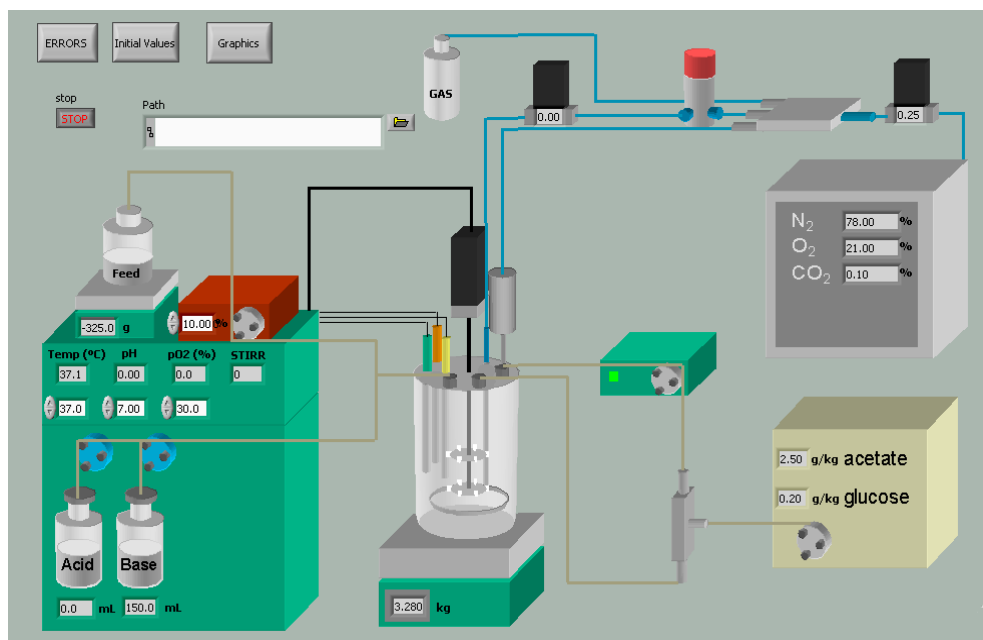 ERRORS
Initial Values
Graphics
stop
STOP
Path
GAS
0.00
0.25
N2 78.00 %
O2 21.00 %
CO2 0.10 %
Feed
-325.0 g
10.00 %
Temp (ºC) pH pO2 (%) STIRR
37.1 0.00 0.0 0
37.0 7.00 30.0
2.50 g/kg acetate
0.20 g/kg glucose
Acid Base
0.0 mL 150.0 mL
3.280 kg